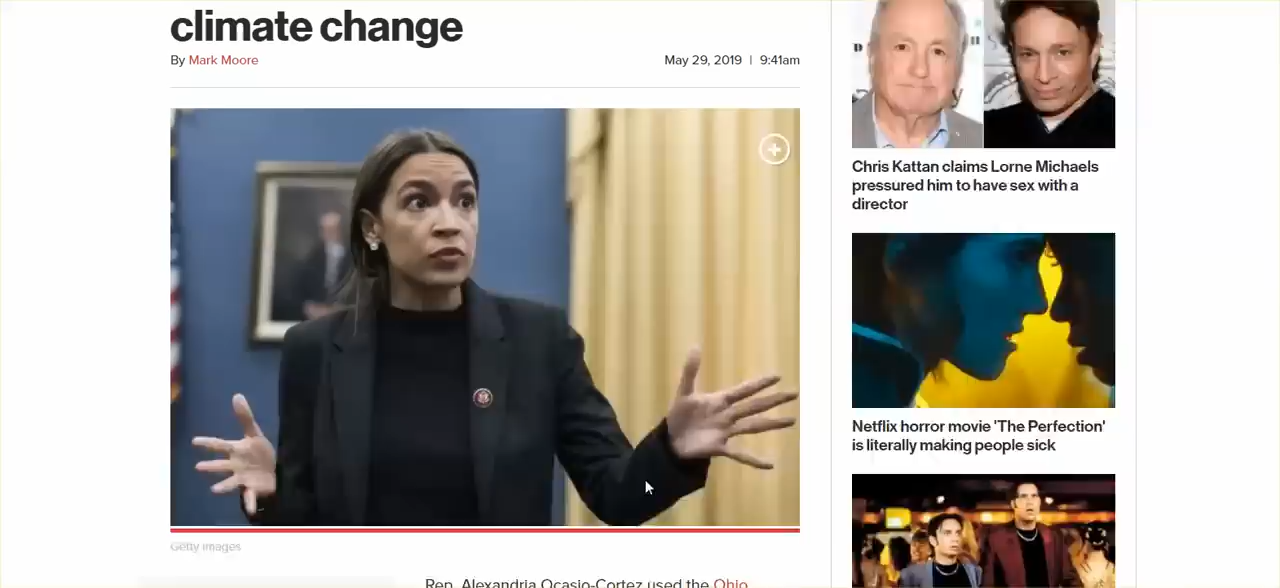 climate change
By Mark Moore
May 29, 2019 | 9:41am
Getty Images
Rep. Alexandria Ocasio-Cortez used the Ohio
Chris Kattan claims Lorne Michaels
pressured him to have sex with a
director
Netflix horror movie 'The Perfection'
is literally making people sick